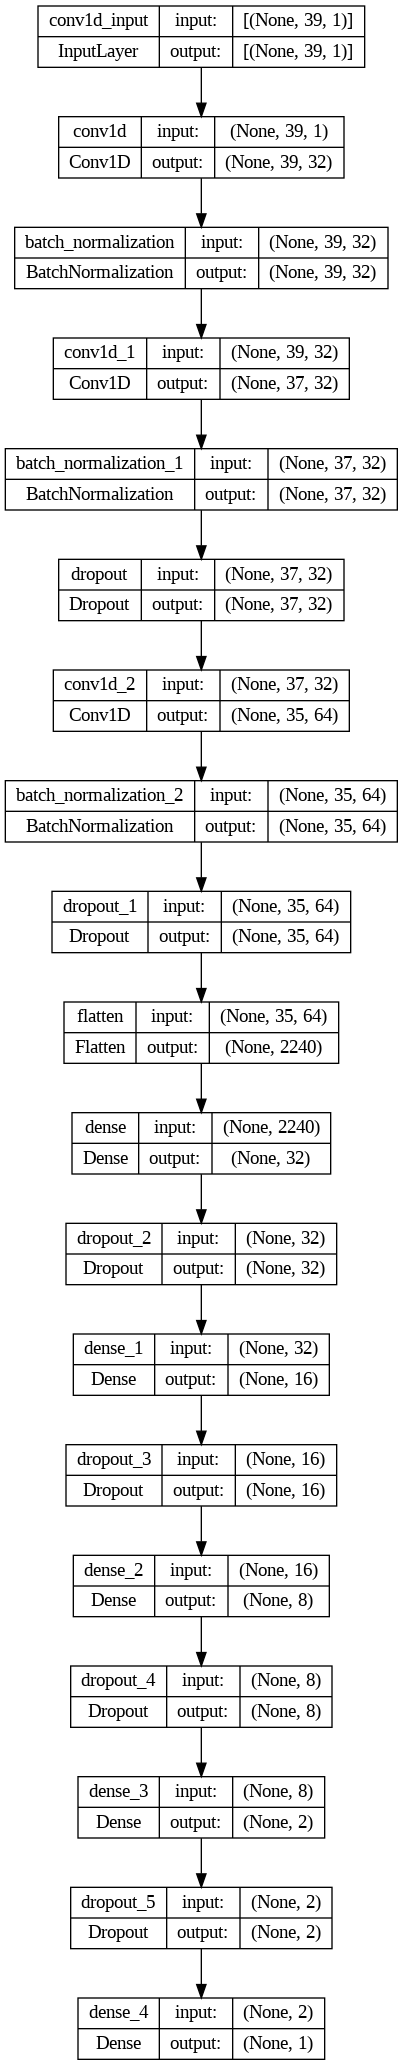 conv1d_input input: [(None, 39, 1)]
InputLayer output: [(None, 39, 1)]
conv1d input: (None, 39, 1)
Conv1D output: (None, 39, 32)
batch_normalization input: (None, 39, 32)
BatchNormalization output: (None, 39, 32)
conv1d_1 input: (None, 39, 32)
Conv1D output: (None, 37, 32)
batch_normalization_1 input: (None, 37, 32)
BatchNormalization output: (None, 37, 32)
dropout input: (None, 37, 32)
Dropout output: (None, 37, 32)
conv1d_2 input: (None, 37, 32)
Conv1D output: (None, 35, 64)
batch_normalization_2 input: (None, 35, 64)
BatchNormalization output: (None, 35, 64)
dropout_1 input: (None, 35, 64)
Dropout output: (None, 35, 64)
flatten input: (None, 35, 64)
Flatten output: (None, 2240)
dense input: (None, 2240)
Dense output: (None, 32)
dropout_2 input: (None, 32)
Dropout output: (None, 32)
dense_1 input: (None, 32)
Dense output: (None, 16)
dropout_3 input: (None, 16)
Dropout output: (None, 16)
dense_2 input: (None, 16)
Dense output: (None, 8)
dropout_4 input: (None, 8)
Dropout output: (None, 8)
dense_3 input: (None, 8)
Dense output: (None, 2)
dropout_5 input: (None, 2)
Dropout output: (None, 2)
dense_4 input: (None, 2)
Dense output: (None, 1)